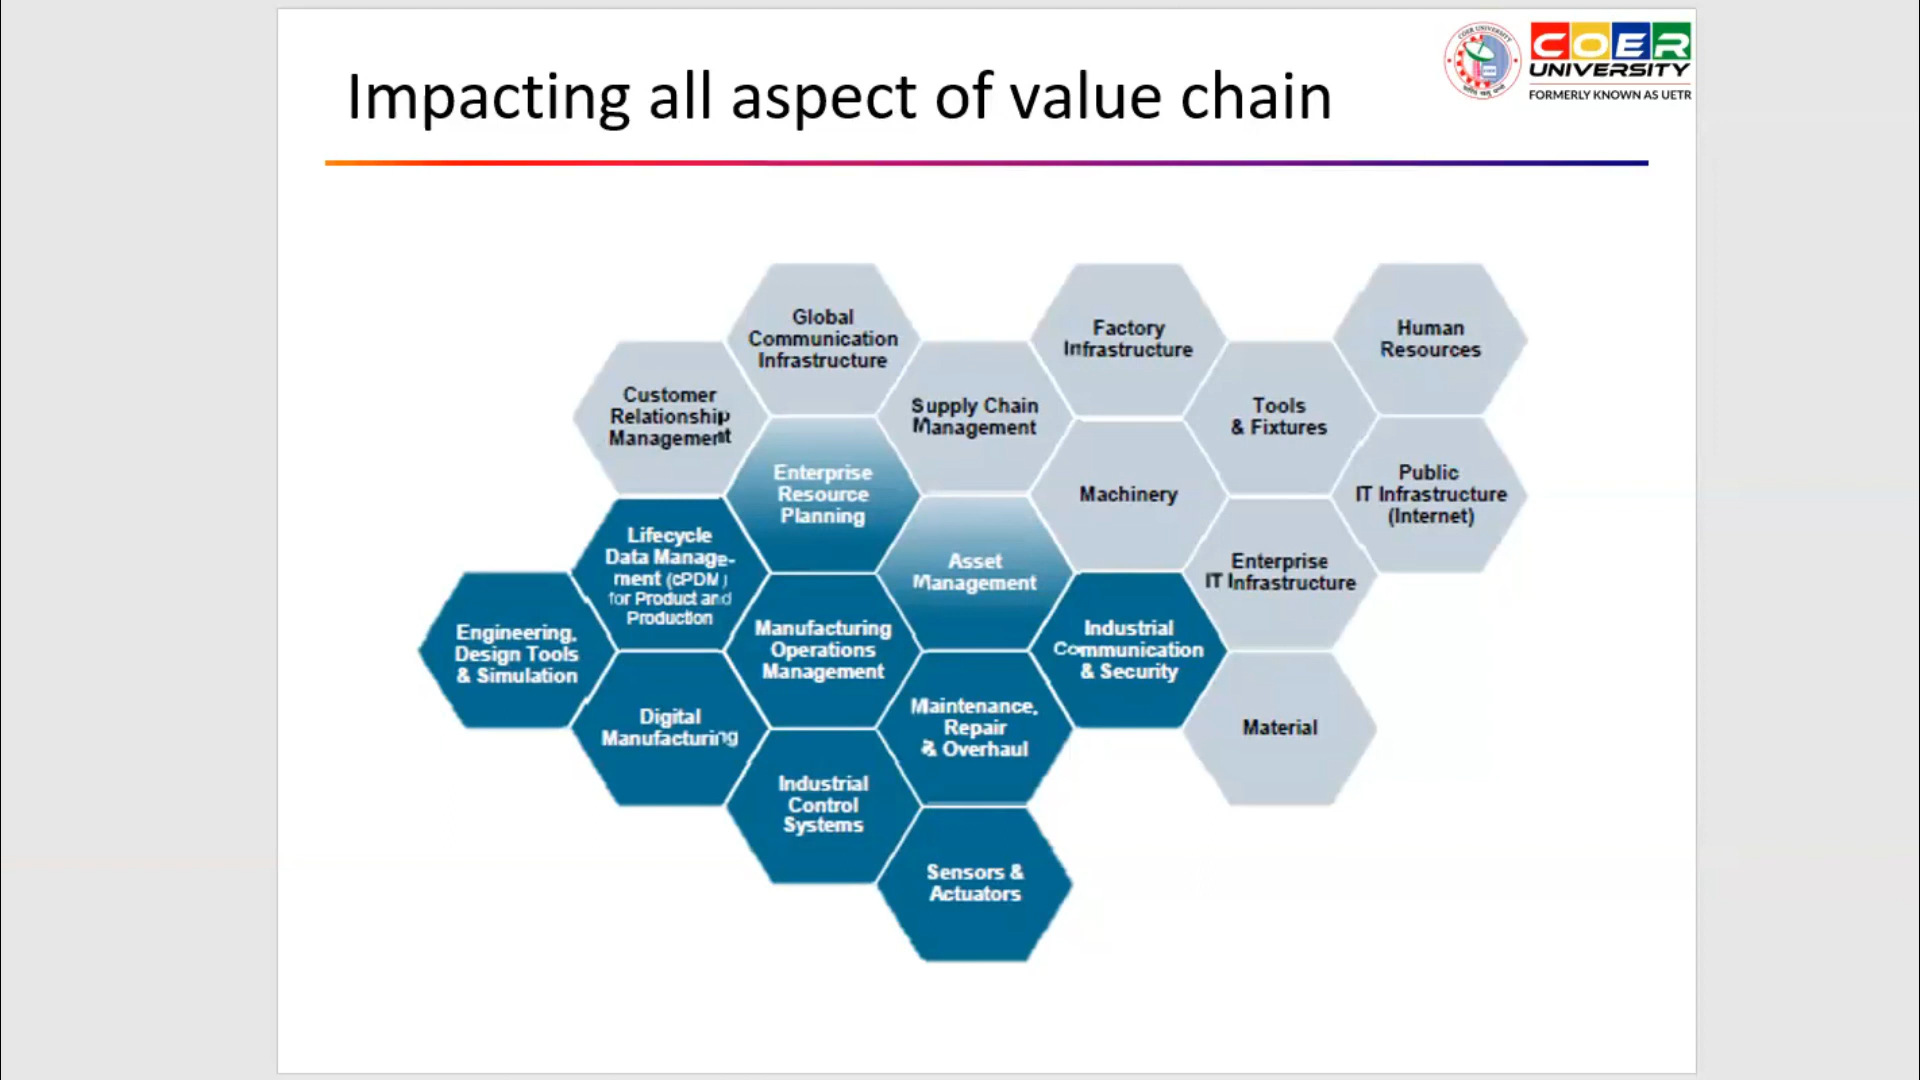 Impacting all aspect of value chain
COER UNIVERSITY
COER
UNIVERSITY
FORMERLY KNOWN AS UETR
Global
Communication
Infrastructure
Factory
Infrastructure
Human
Resources
Customer
Relationship
Management
Supply Chain
Management
Tools
& Fixtures
Enterprise
Resource
Planning
Machinery
Public
IT Infrastructure
(Internet)
Lifecycle
Data Manage-
ment (cPDM)
for Product and
Production
Asset
Management
Enterprise
IT Infrastructure
Engineering,
Design Tools
& Simulation
Manufacturing
Operations
Management
Industrial
Communication
& Security
Digital
Manufacturing
Maintenance,
Repair
& Overhaul
Material
Industrial
Control
Systems
Sensors &
Actuators